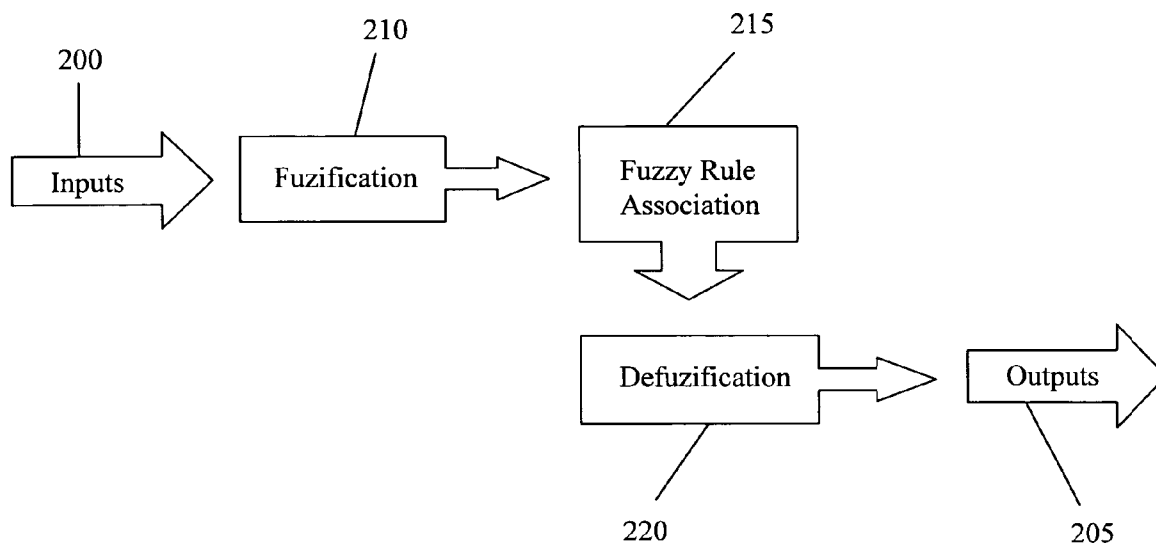 200
210
215
Inputs
Fuzification
Fuzzy Rule
Association
Defuzification
Outputs
220
205